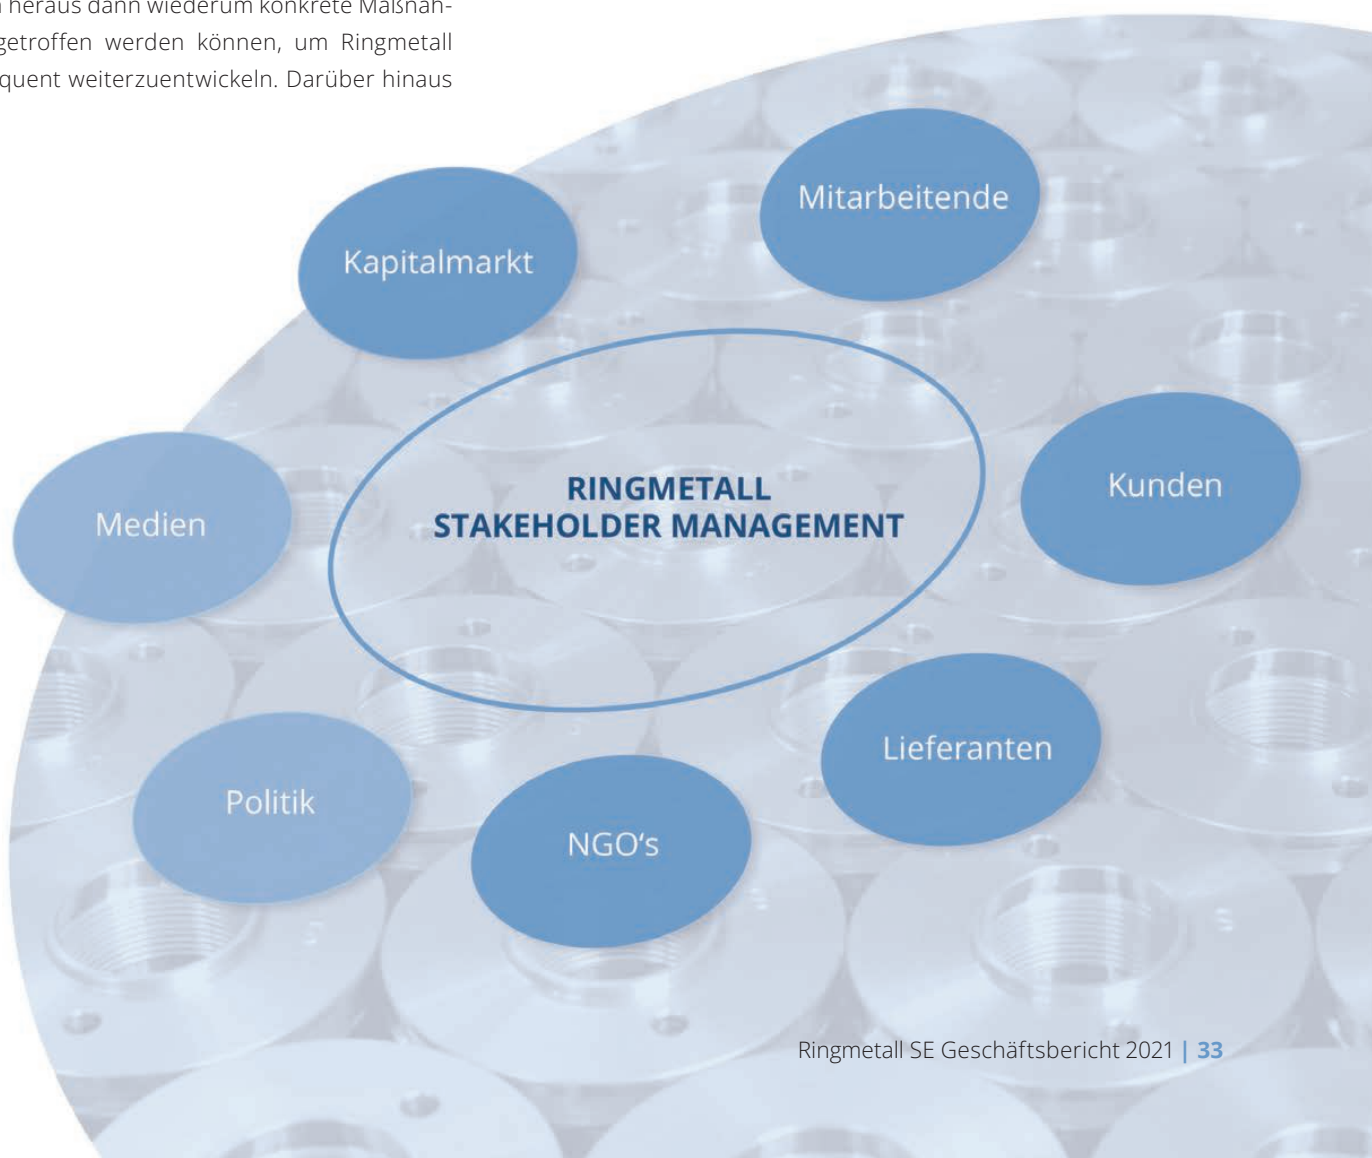 heraus dann wiederum konkrete Maßnah-
getroffen werden können, um Ringmetall
quent weiterzuentwickeln. Darüber hinaus
Mitarbeitende
Kapitalmarkt
Kunden
RINGMETALL
STAKEHOLDER MANAGEMENT
Medien
Lieferanten
Politik
NGO‘s
Ringmetall SE Geschäftsbericht 2021 | 33